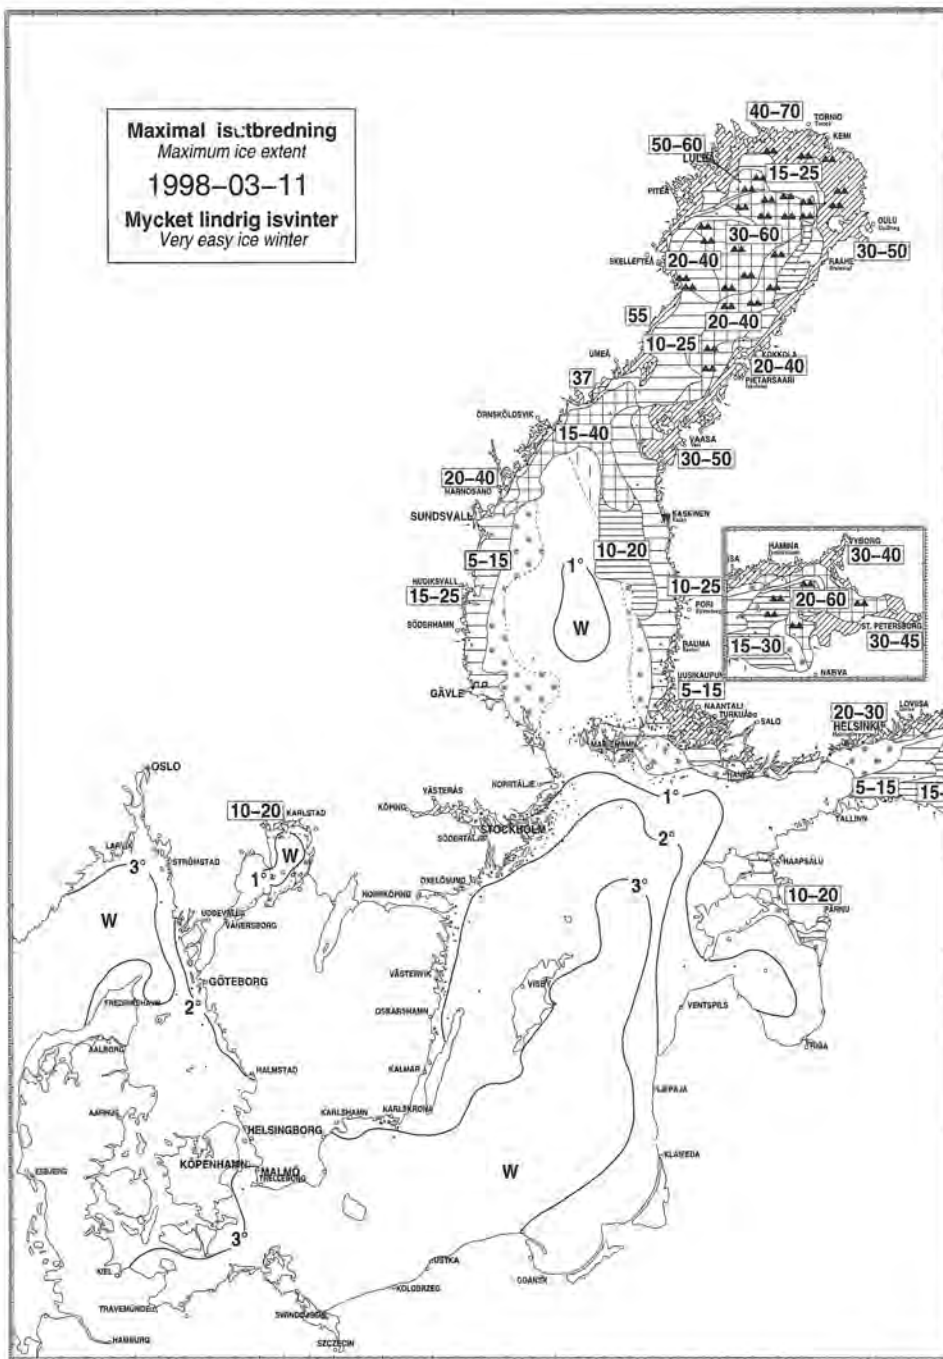 Maximal isutbredning
Maximum ice extent
1998-03-11
Mycket lindrig isvinter
Very easy ice winter
40-70
TORNIO
KEMI
50-60
LULEÅ
15-25
PITEÅ
OULU
30-60
30-50
SKELLEFTEÅ
20-40
RAAHE
55
20-40
10-25
UMEÅ
KOKKOLA
20-40
PIETARSAARI
37
ÖRNSKÖLDSVIK
15-40
VAASA
30-50
20-40
HÄRNÖSAND
SUNDSVALL
KASKINEN
10-20
5-15
1°
HAMINA
VYBORG
30-40
HUDIKSVALL
15-25
10-25
PORI
20-60
W
SÖDERHAMN
ST. PETERSBORG
15-30
30-45
RAUMA
UUSIKAUPUN
NARVA
5-15
GÄVLE
NAANTALI
TURKU
SALO
20-30
LOVIISA
HELSINKI
MARIEHAMN
HANKO
OSLO
NORRTÄLJE
VÄSTERÅS
KÖPING
5-15
15-
1°
10-20
KARLSTAD
STOCKHOLM
TALLINN
SÖDERTÄLJE
2°
W
LARVIK
3°
STRÖMSTAD
HAAPSALU
1°
OXELÖSUND
3°
NORRKÖPING
10-20
PÄRNU
W
UDDEVALLA
VÄNERSBORG
VÄSTERVIK
GÖTEBORG
VISBY
FREDRIKSHAVN
2°
OSKARSHAMN
VENTSPILS
AALBORG
RIGA
HALMSTAD
KALMAR
LIEPAJA
AARHUS
KARLSHAMN
KARLSKRONA
HELSINGBORG
KLAIPEDA
KÖPENHAMN
MALMÖ
ESBJERG
TRELLEBORG
W
3°
KIEL
USTKA
GDANSK
KOLOBRZEG
TRAVEMÜNDE
SWINOUJSCIE
HAMBURG
SZCZECIN